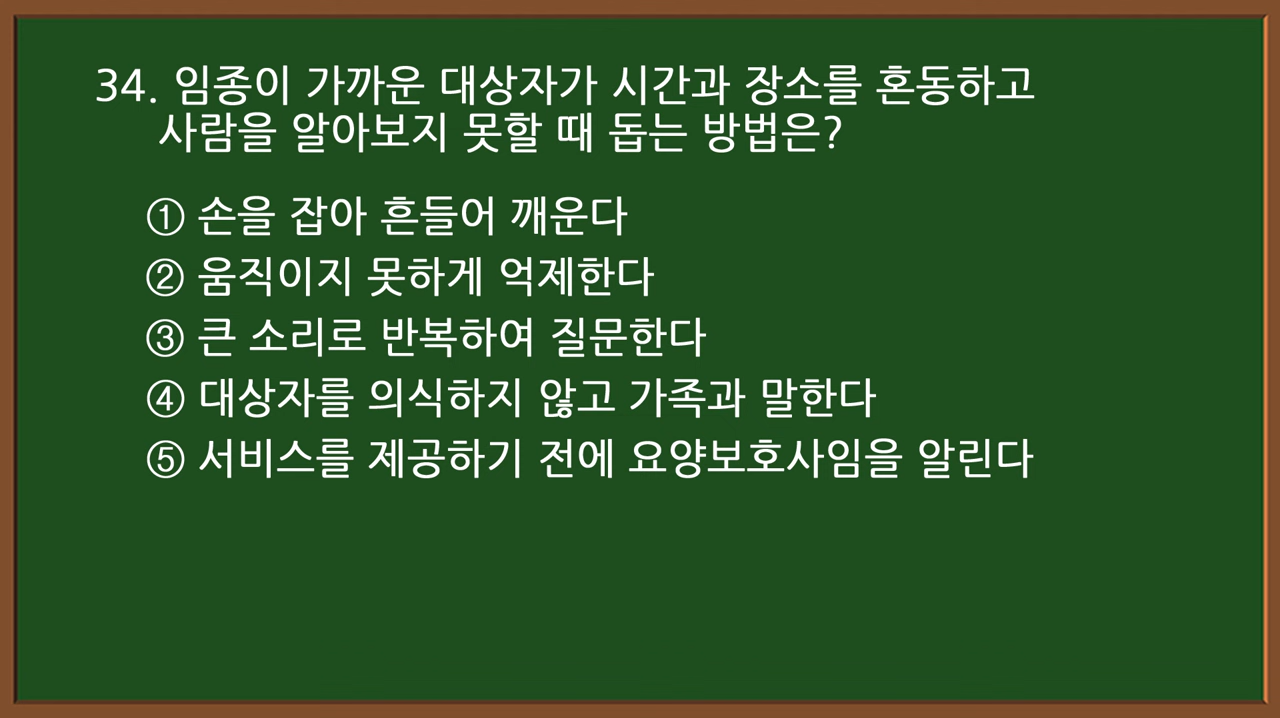 34. 임종이 가까운 대상자가 시간과 장소를 혼동하고
사람을 알아보지 못할 때 돕는 방법은?
① 손을 잡아 흔들어 깨운다
② 움직이지 못하게 억제한다
③ 큰 소리로 반복하여 질문한다
④ 대상자를 의식하지 않고 가족과 말한다
⑤ 서비스를 제공하기 전에 요양보호사임을 알린다